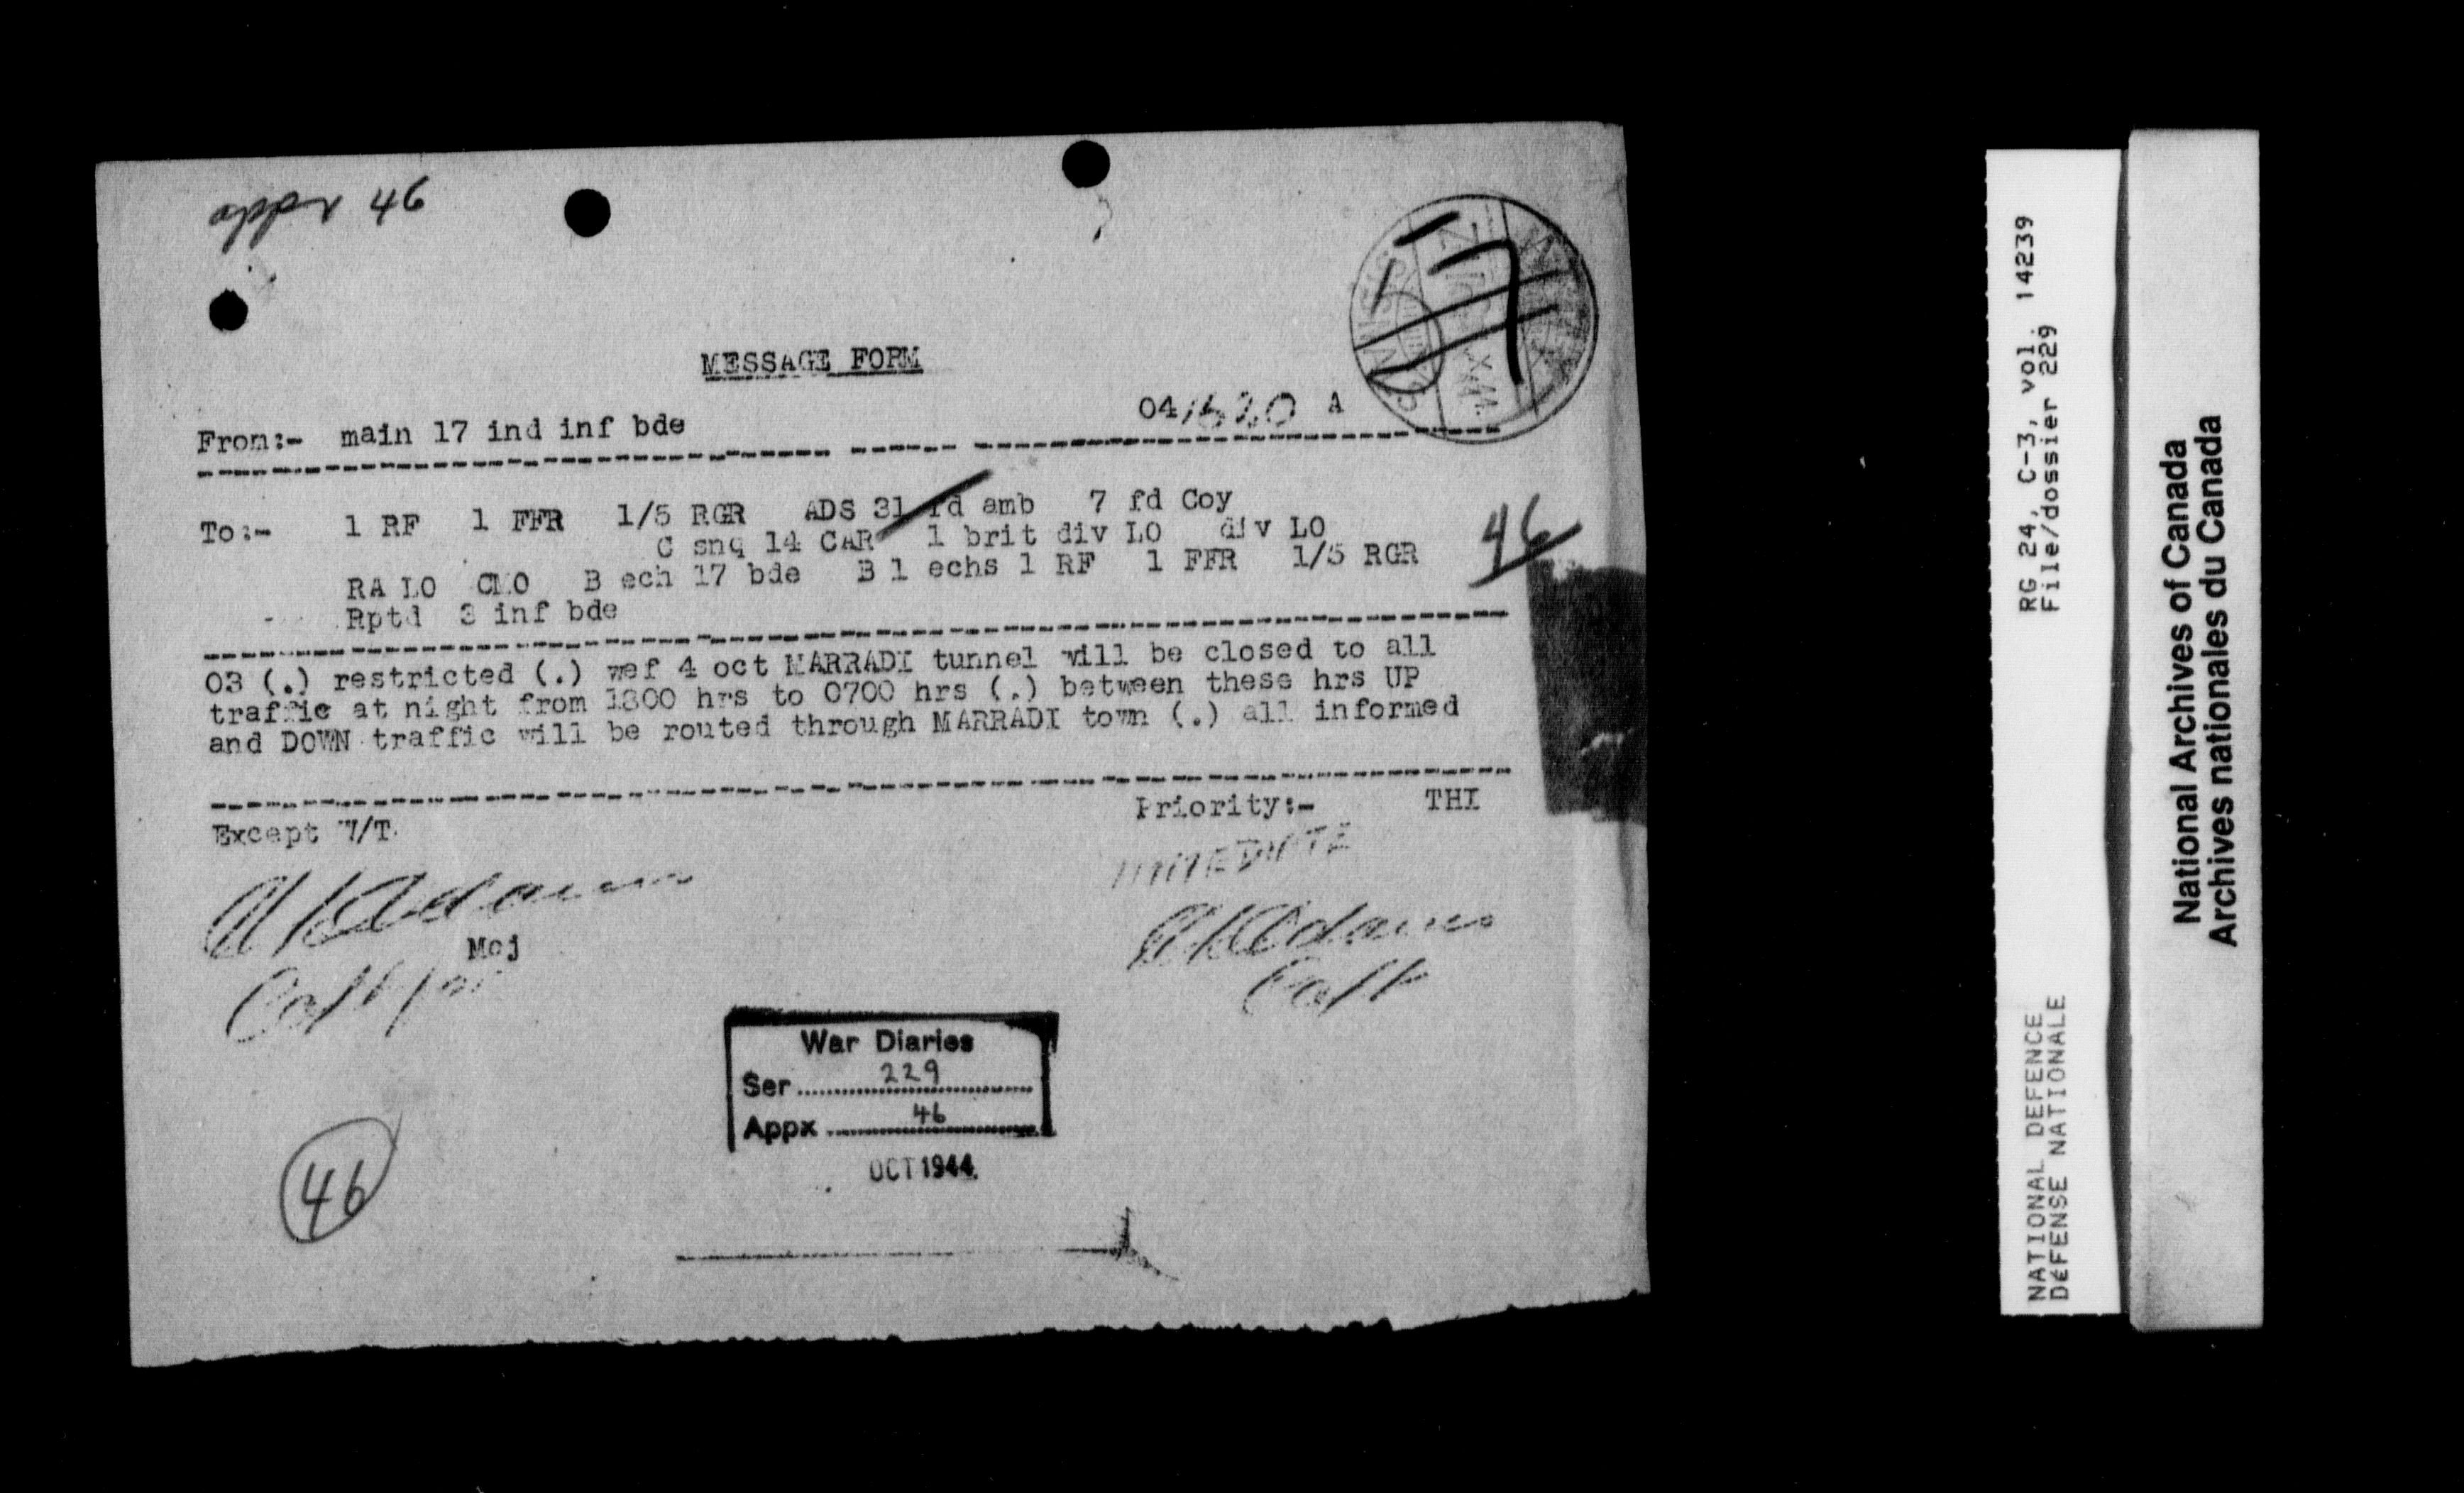 appx 46
MESSAGE FORM
From:- main 17 ind inf bde 041620 A
To:- 1 RF 1 FFR 1/5 RGR ADS 31 fd amb 7 fd Coy
C snq 14 CAR 1 brit div LO div LO
RA LO CMO B ech 17 bde B 1 echs 1 RF 1 FFR 1/5 RGR
Rptd 3 inf bde
46
03 (.) restricted (.) wef 4 oct MARRADI tunnel will be closed to all
traffic at night from 1800 hrs to 0700 hrs (.) between these hrs UP
and DOWN traffic will be routed through MARRADI town (.) all informed
Except W/T. Priority:- THI
IMMEDIATE
Adams
Maj
Adams
Capt
War Diaries
Ser 229
Appx 46
OCT 1944
46
RG 24, C-3, vol. 14239
File/dossier 229
NATIONAL DEFENCE
DÉFENSE NATIONALE
National Archives of Canada
Archives nationales du Canada